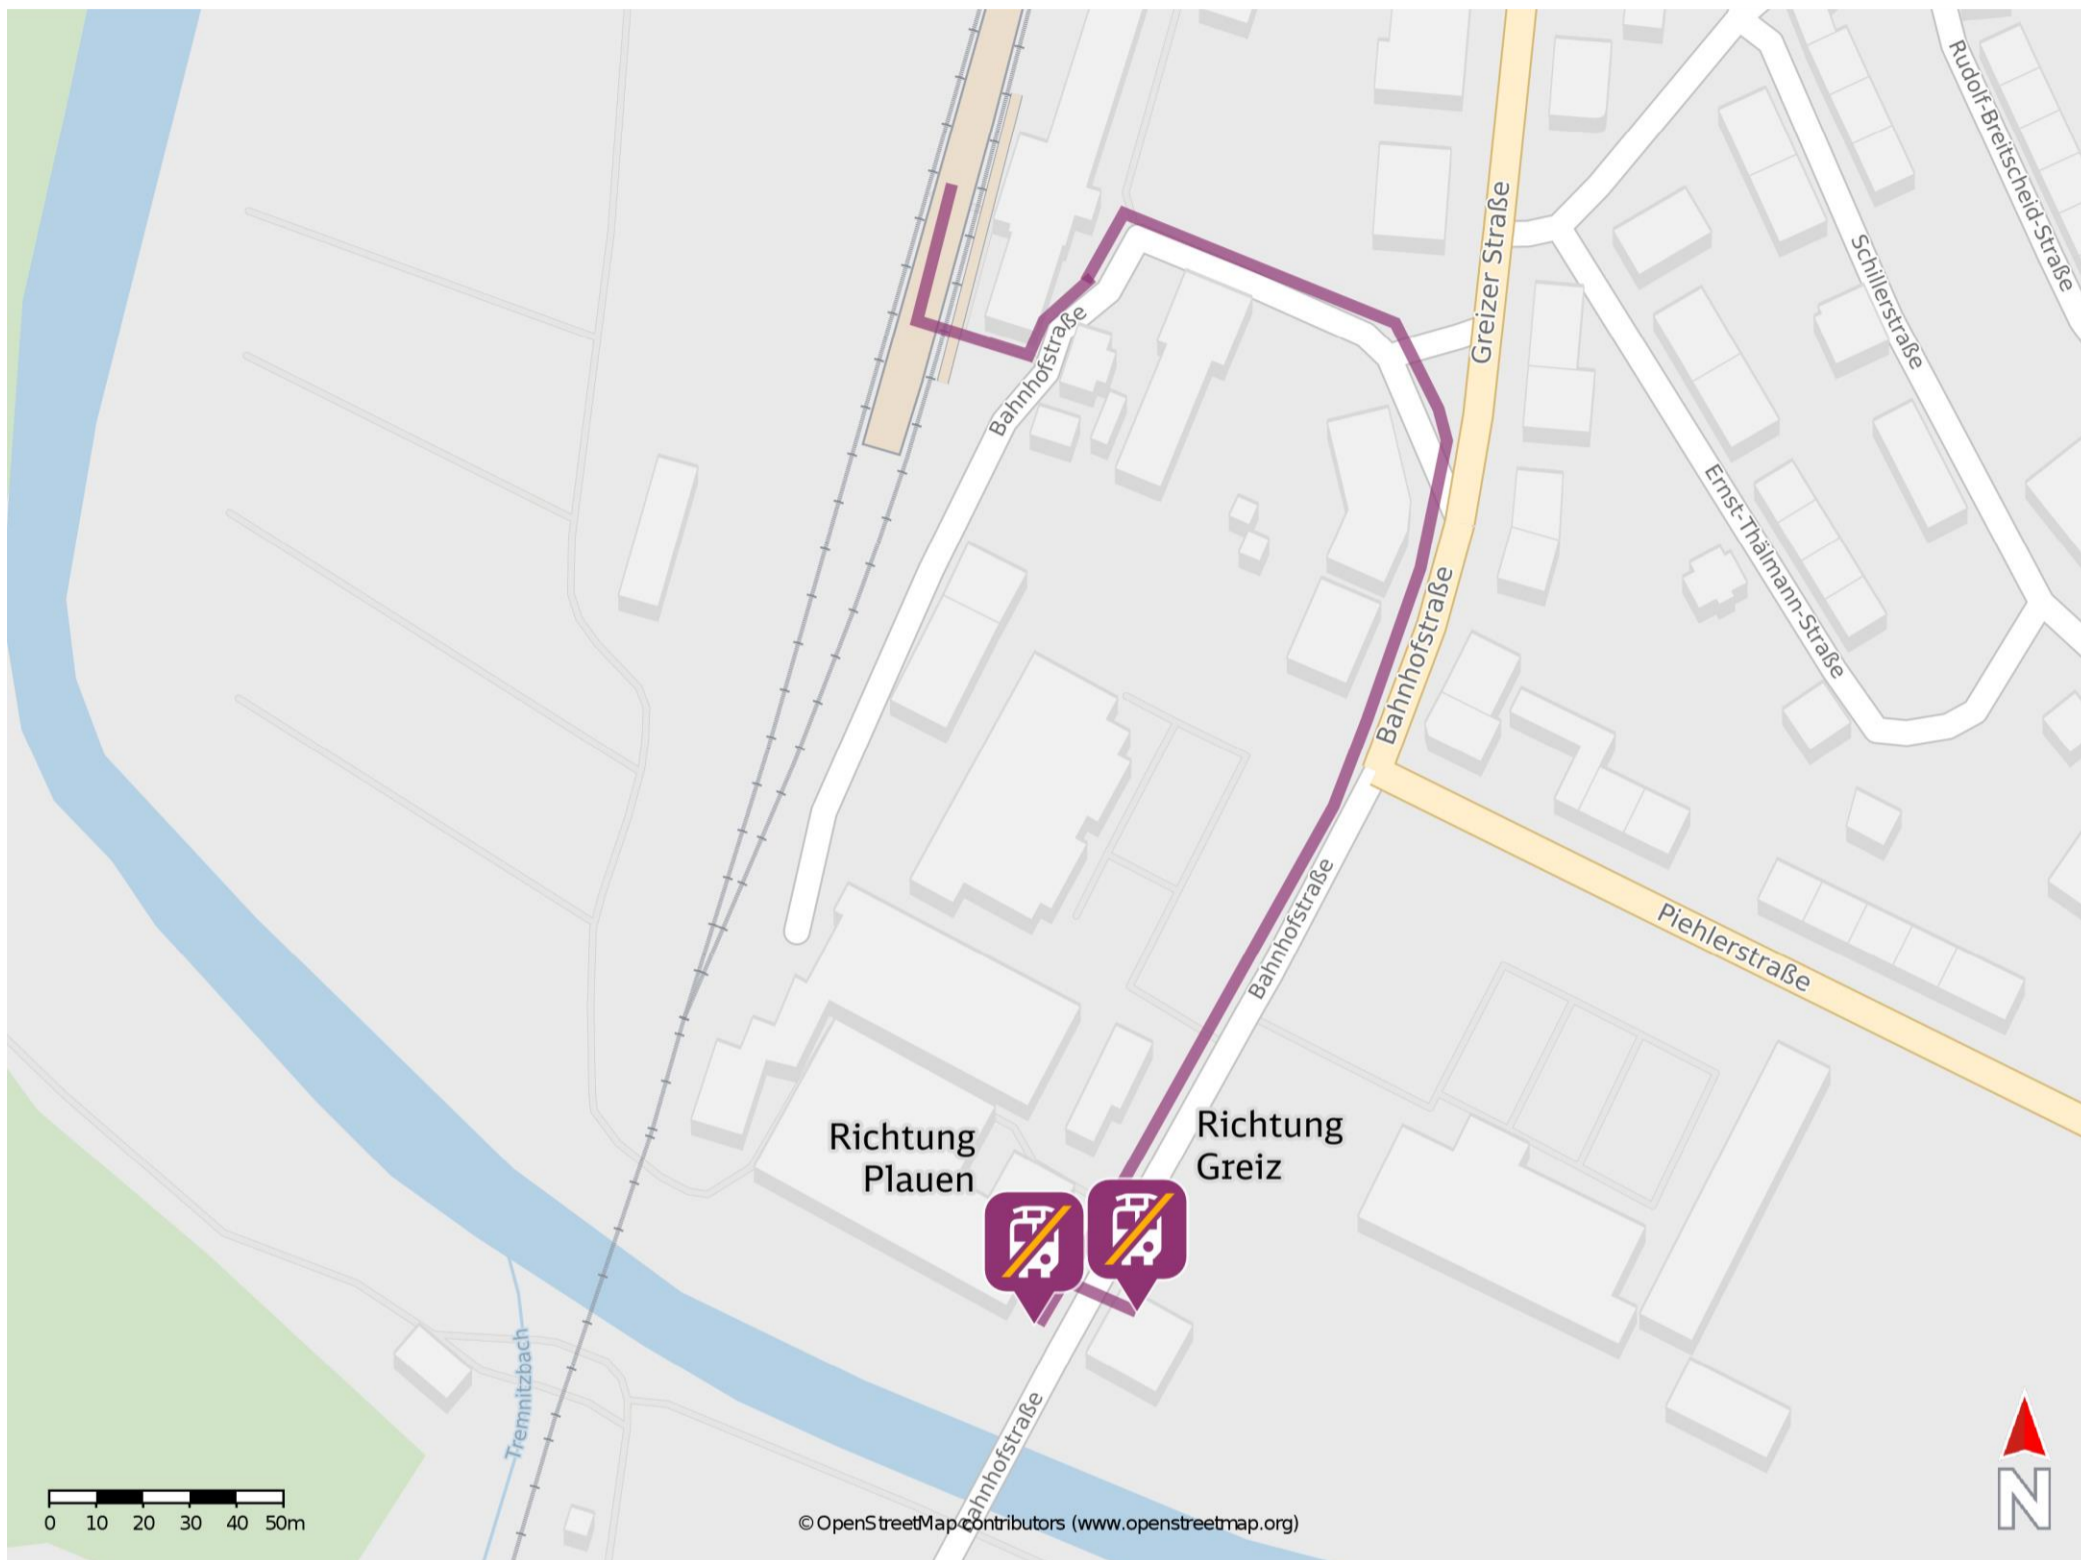 Rudolf-Breitscheid-Straße
Greizer Straße
Schillerstraße
Bahnhofstraße
Ernst-Thälmann-Straße
Bahnhofstraße
Bahnhofstraße
Piehlerstraße
Richtung
Plauen
Richtung
Greiz
Tremnitzbach
Bahnhofstraße
N
0 10 20 30 40 50m
© OpenStreetMap contributors (www.openstreetmap.org)